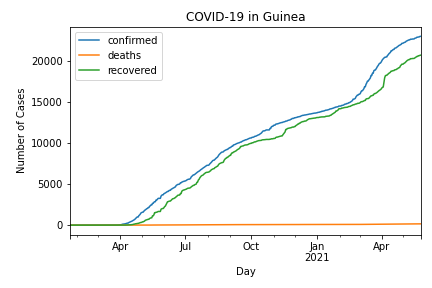 COVID-19 in Guinea
confirmed
deaths
recovered
Number of Cases
20000
15000
10000
5000
0
Apr Jul Oct Jan Apr
2021
Day